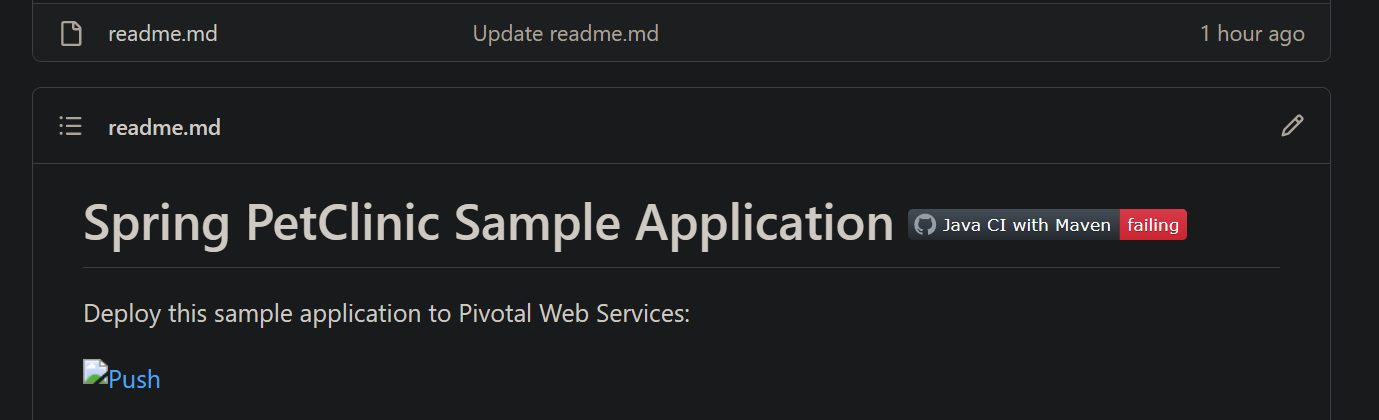 readme.md Update readme.md 1 hour ago
readme.md
Spring PetClinic Sample Application Java CI with Maven failing
Deploy this sample application to Pivotal Web Services:
Push